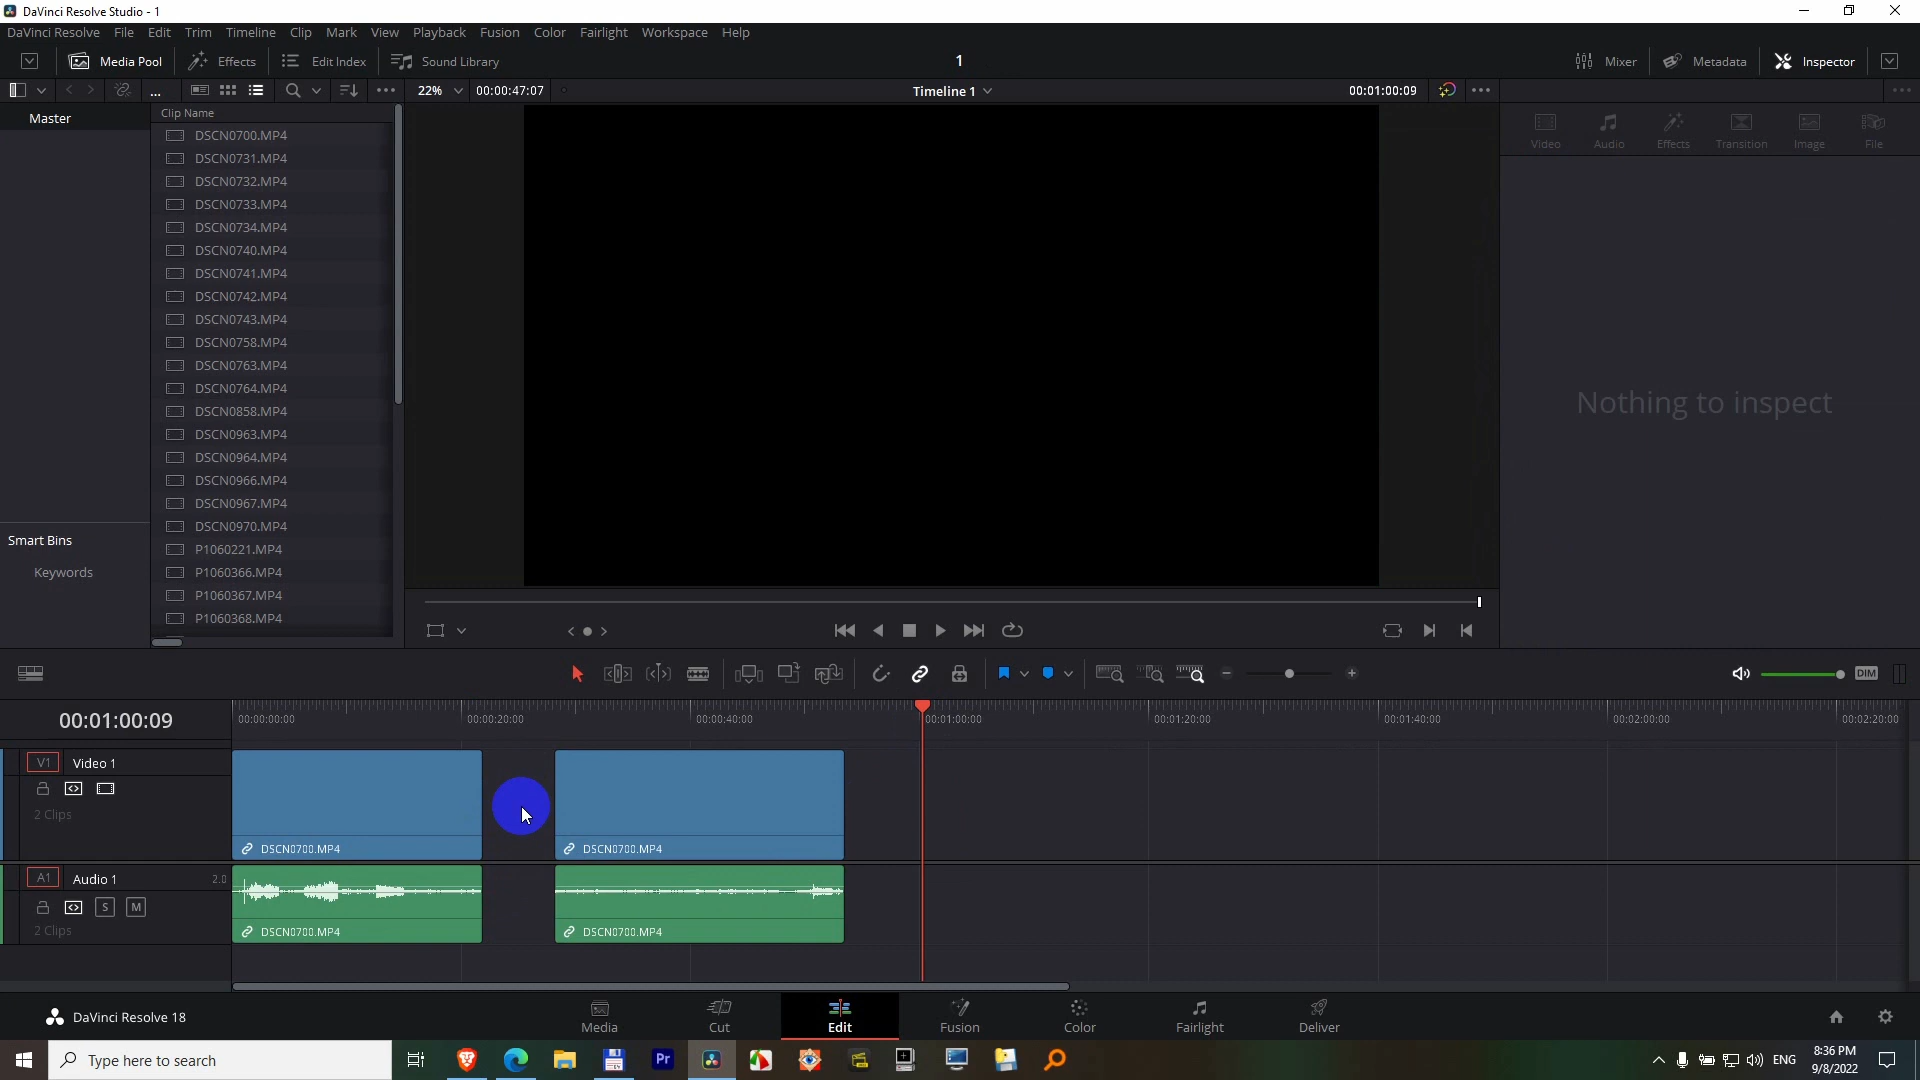 DaVinci Resolve Studio - 1
DaVinci Resolve File Edit Trim Timeline Clip Mark View Playback Fusion Color Fairlight Workspace Help
Media Pool Effects Edit Index Sound Library 1 Mixer Metadata Inspector
... 22% 00:00:47:07 Timeline 1 00:01:00:09
Master
Clip Name
DSCN0700.MP4
DSCN0731.MP4
DSCN0732.MP4
DSCN0733.MP4
DSCN0734.MP4
DSCN0740.MP4
DSCN0741.MP4
DSCN0742.MP4
DSCN0743.MP4
DSCN0758.MP4
DSCN0763.MP4
DSCN0764.MP4
DSCN0858.MP4
DSCN0963.MP4
DSCN0964.MP4
DSCN0966.MP4
DSCN0967.MP4
DSCN0970.MP4
P1060221.MP4
P1060366.MP4
P1060367.MP4
P1060368.MP4
Smart Bins
Keywords
Video Audio Effects Transition Image File
Nothing to inspect
DIM
00:01:00:09
00:00:00:00 00:00:20:00 00:00:40:00 00:01:00:00 00:01:20:00 00:01:40:00 00:02:00:00 00:02:20:00
V1 Video 1
2 Clips
DSCN0700.MP4 DSCN0700.MP4
A1 Audio 1 2.0
S M
2 Clips
DSCN0700.MP4 DSCN0700.MP4
DaVinci Resolve 18
Media Cut Edit Fusion Color Fairlight Deliver
Type here to search
Pr
ENG
8:36 PM
9/8/2022